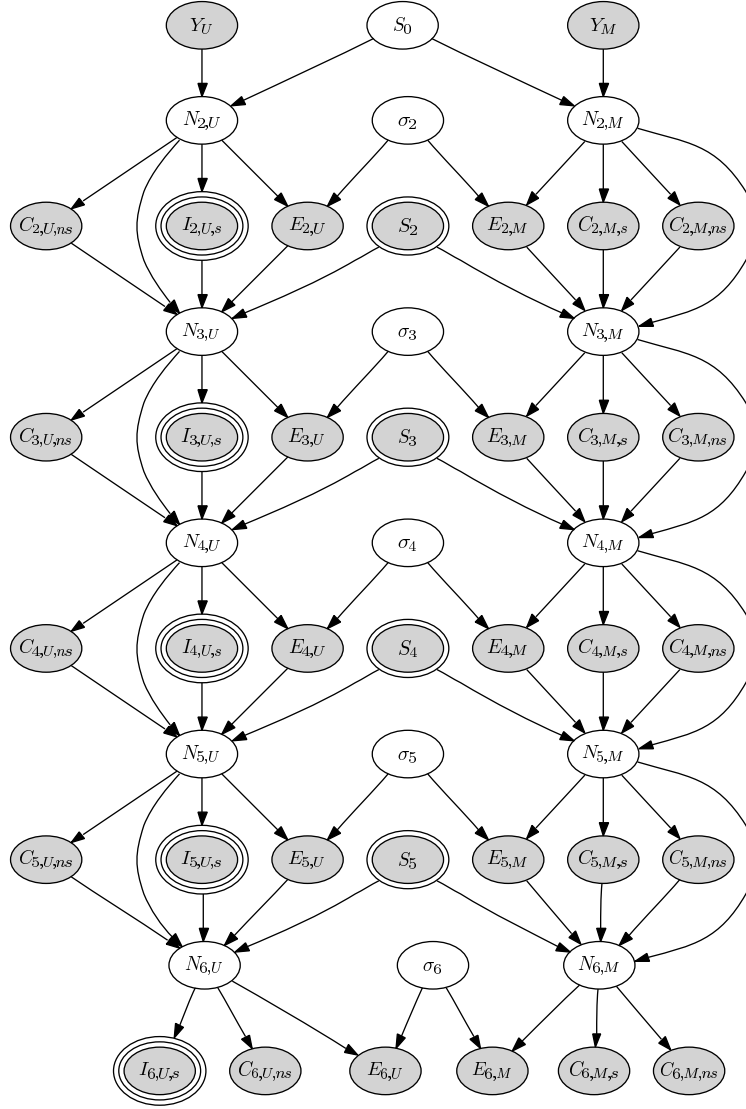 Y_U S_0 Y_M
N_{2,U} σ_2 N_{2,M}
C_{2,U,ns} I_{2,U,s} E_{2,U} S_2 E_{2,M} C_{2,M,s} C_{2,M,ns}
N_{3,U} σ_3 N_{3,M}
C_{3,U,ns} I_{3,U,s} E_{3,U} S_3 E_{3,M} C_{3,M,s} C_{3,M,ns}
N_{4,U} σ_4 N_{4,M}
C_{4,U,ns} I_{4,U,s} E_{4,U} S_4 E_{4,M} C_{4,M,s} C_{4,M,ns}
N_{5,U} σ_5 N_{5,M}
C_{5,U,ns} I_{5,U,s} E_{5,U} S_5 E_{5,M} C_{5,M,s} C_{5,M,ns}
N_{6,U} σ_6 N_{6,M}
I_{6,U,s} C_{6,U,ns} E_{6,U} E_{6,M} C_{6,M,s} C_{6,M,ns}